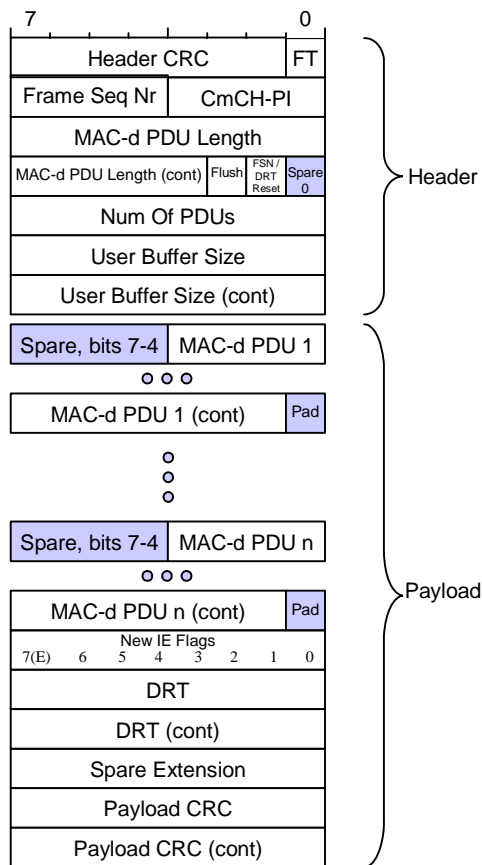 7 0
Header CRC FT
Frame Seq Nr CmCH-PI
MAC-d PDU Length
MAC-d PDU Length (cont) Flush FSN / DRT Reset Spare 0
Num Of PDUs
User Buffer Size
User Buffer Size (cont)
Header
Spare, bits 7-4 MAC-d PDU 1
MAC-d PDU 1 (cont) Pad
Spare, bits 7-4 MAC-d PDU n
MAC-d PDU n (cont) Pad
Payload
New IE Flags
7(E) 6 5 4 3 2 1 0
DRT
DRT (cont)
Spare Extension
Payload CRC
Payload CRC (cont)